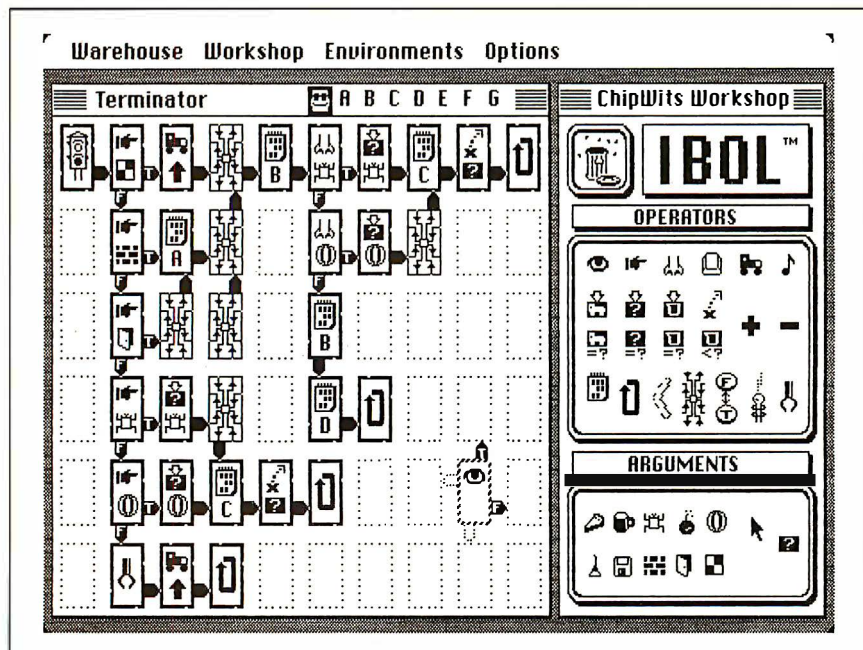 Warehouse Workshop Environments Options
Terminator A B C D E F G
ChipWits Workshop
IBOL™
B C
OPERATORS
T T T
F F
A
T T
F F
B
T
=? =? =? <?
F
D
F
T
T T
F
ARGUMENTS
T
C
F
?
F